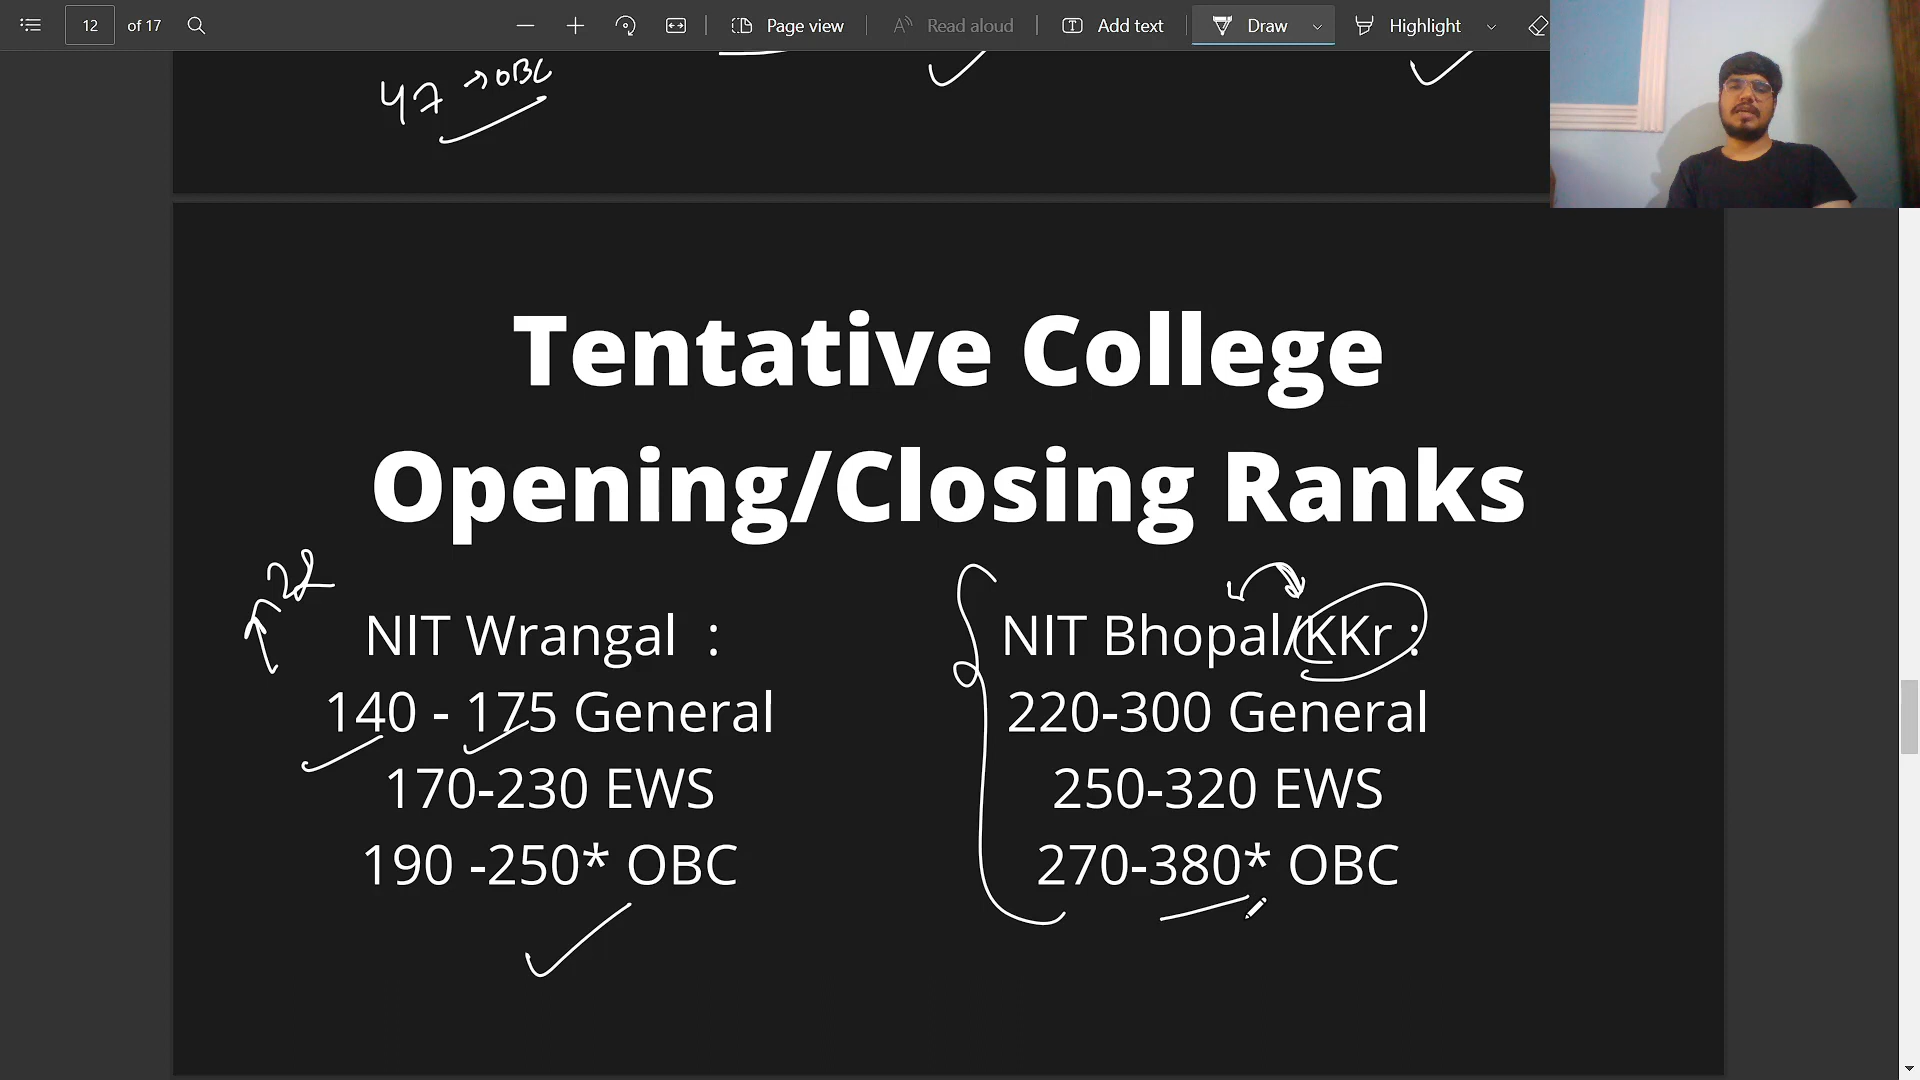 12 of 17
Page view
Read aloud
Add text
Draw
Highlight
47 → OBC
Tentative College
Opening/Closing Ranks
NIT Wrangal :
140 - 175 General
170-230 EWS
190 -250* OBC
NIT Bhopal/KKr :
220-300 General
250-320 EWS
270-380* OBC